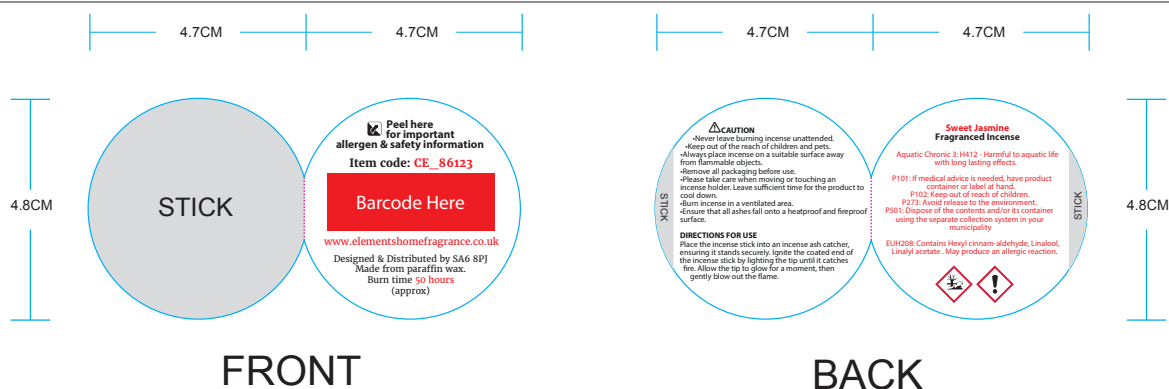 4.7CM
4.7CM
4.7CM
4.7CM
4.8CM
STICK
Peel here
for important
allergen & safety information
Item code: CE_86123
Barcode Here
www.elementshomefragrance.co.uk
Designed & Distributed by SA6 8PJ
Made from paraffin wax.
Burn time 50 hours
(approx)
FRONT
STICK
CAUTION
•Never leave burning incense unattended.
•Keep out of the reach of children and pets.
•Always place incense on a suitable surface away
from flammable objects.
•Remove all packaging before use.
•Please take care when moving or touching an
incense holder. Leave sufficient time for the product to
cool down.
•Burn incense in a ventilated area.
•Ensure that all ashes fall onto a heatproof and fireproof
surface.
DIRECTIONS FOR USE
Place the incense stick into an incense ash catcher,
ensuring it stands securely. Ignite the coated end of
the incense stick by lighting the tip until it catches
fire. Allow the tip to glow for a moment, then
gently blow out the flame.
Sweet Jasmine
Fragranced Incense
Aquatic Chronic 3: H412 - Harmful to aquatic life
with long lasting effects.
P101: If medical advice is needed, have product
container or label at hand.
P102: Keep out of reach of children.
P273: Avoid release to the environment.
P501: Dispose of the contents and/or its container
using the separate collection system in your
municipality
EUH208: Contains Hexyl cinnam-aldehyde, Linalool,
Linalyl acetate . May produce an allergic reaction.
STICK
4.8CM
BACK